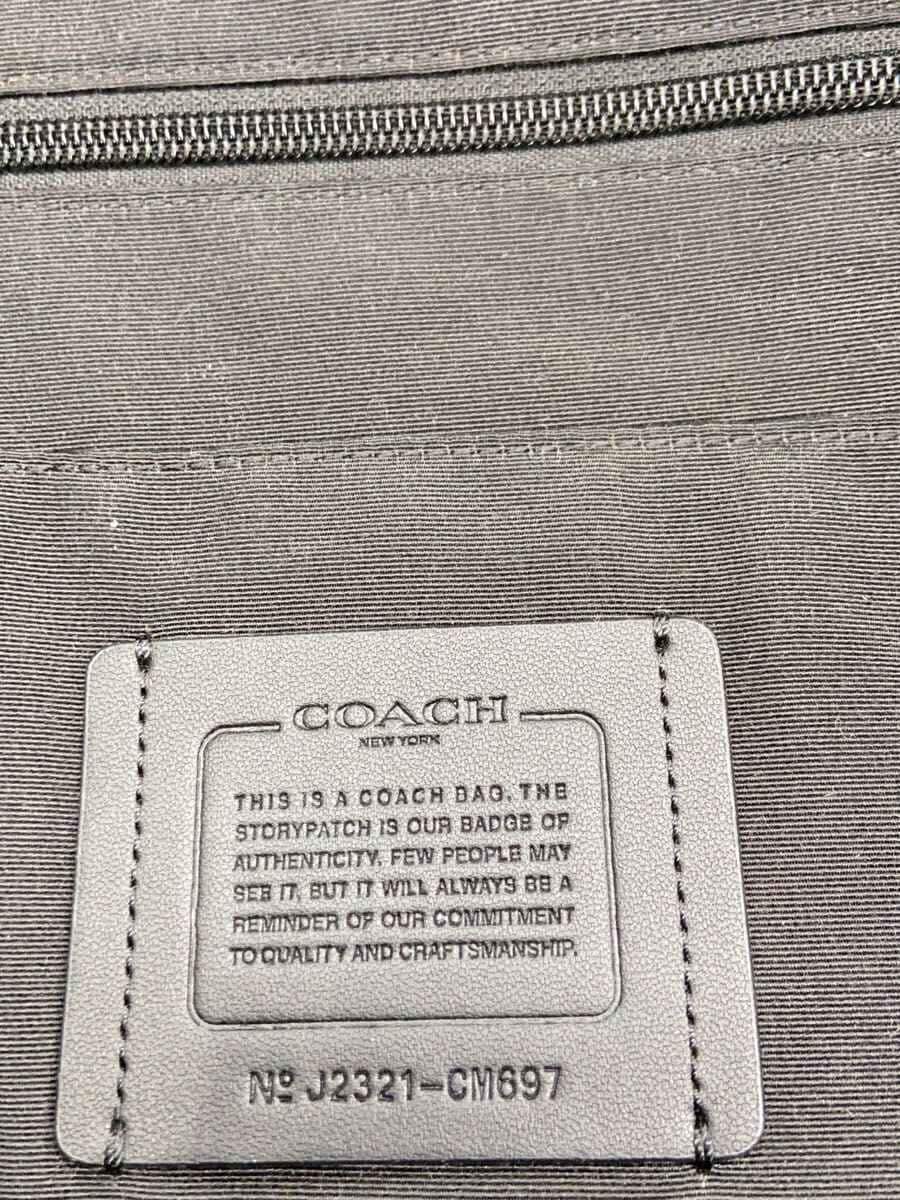 COACH
NEW YORK
THIS IS A COACH BAG. THE
STORYPATCH IS OUR BADGE OF
AUTHENTICITY. FEW PEOPLE MAY
SEE IT, BUT IT WILL ALWAYS BE A
REMINDER OF OUR COMMITMENT
TO QUALITY AND CRAFTSMANSHIP.
Nº J2321-CM697